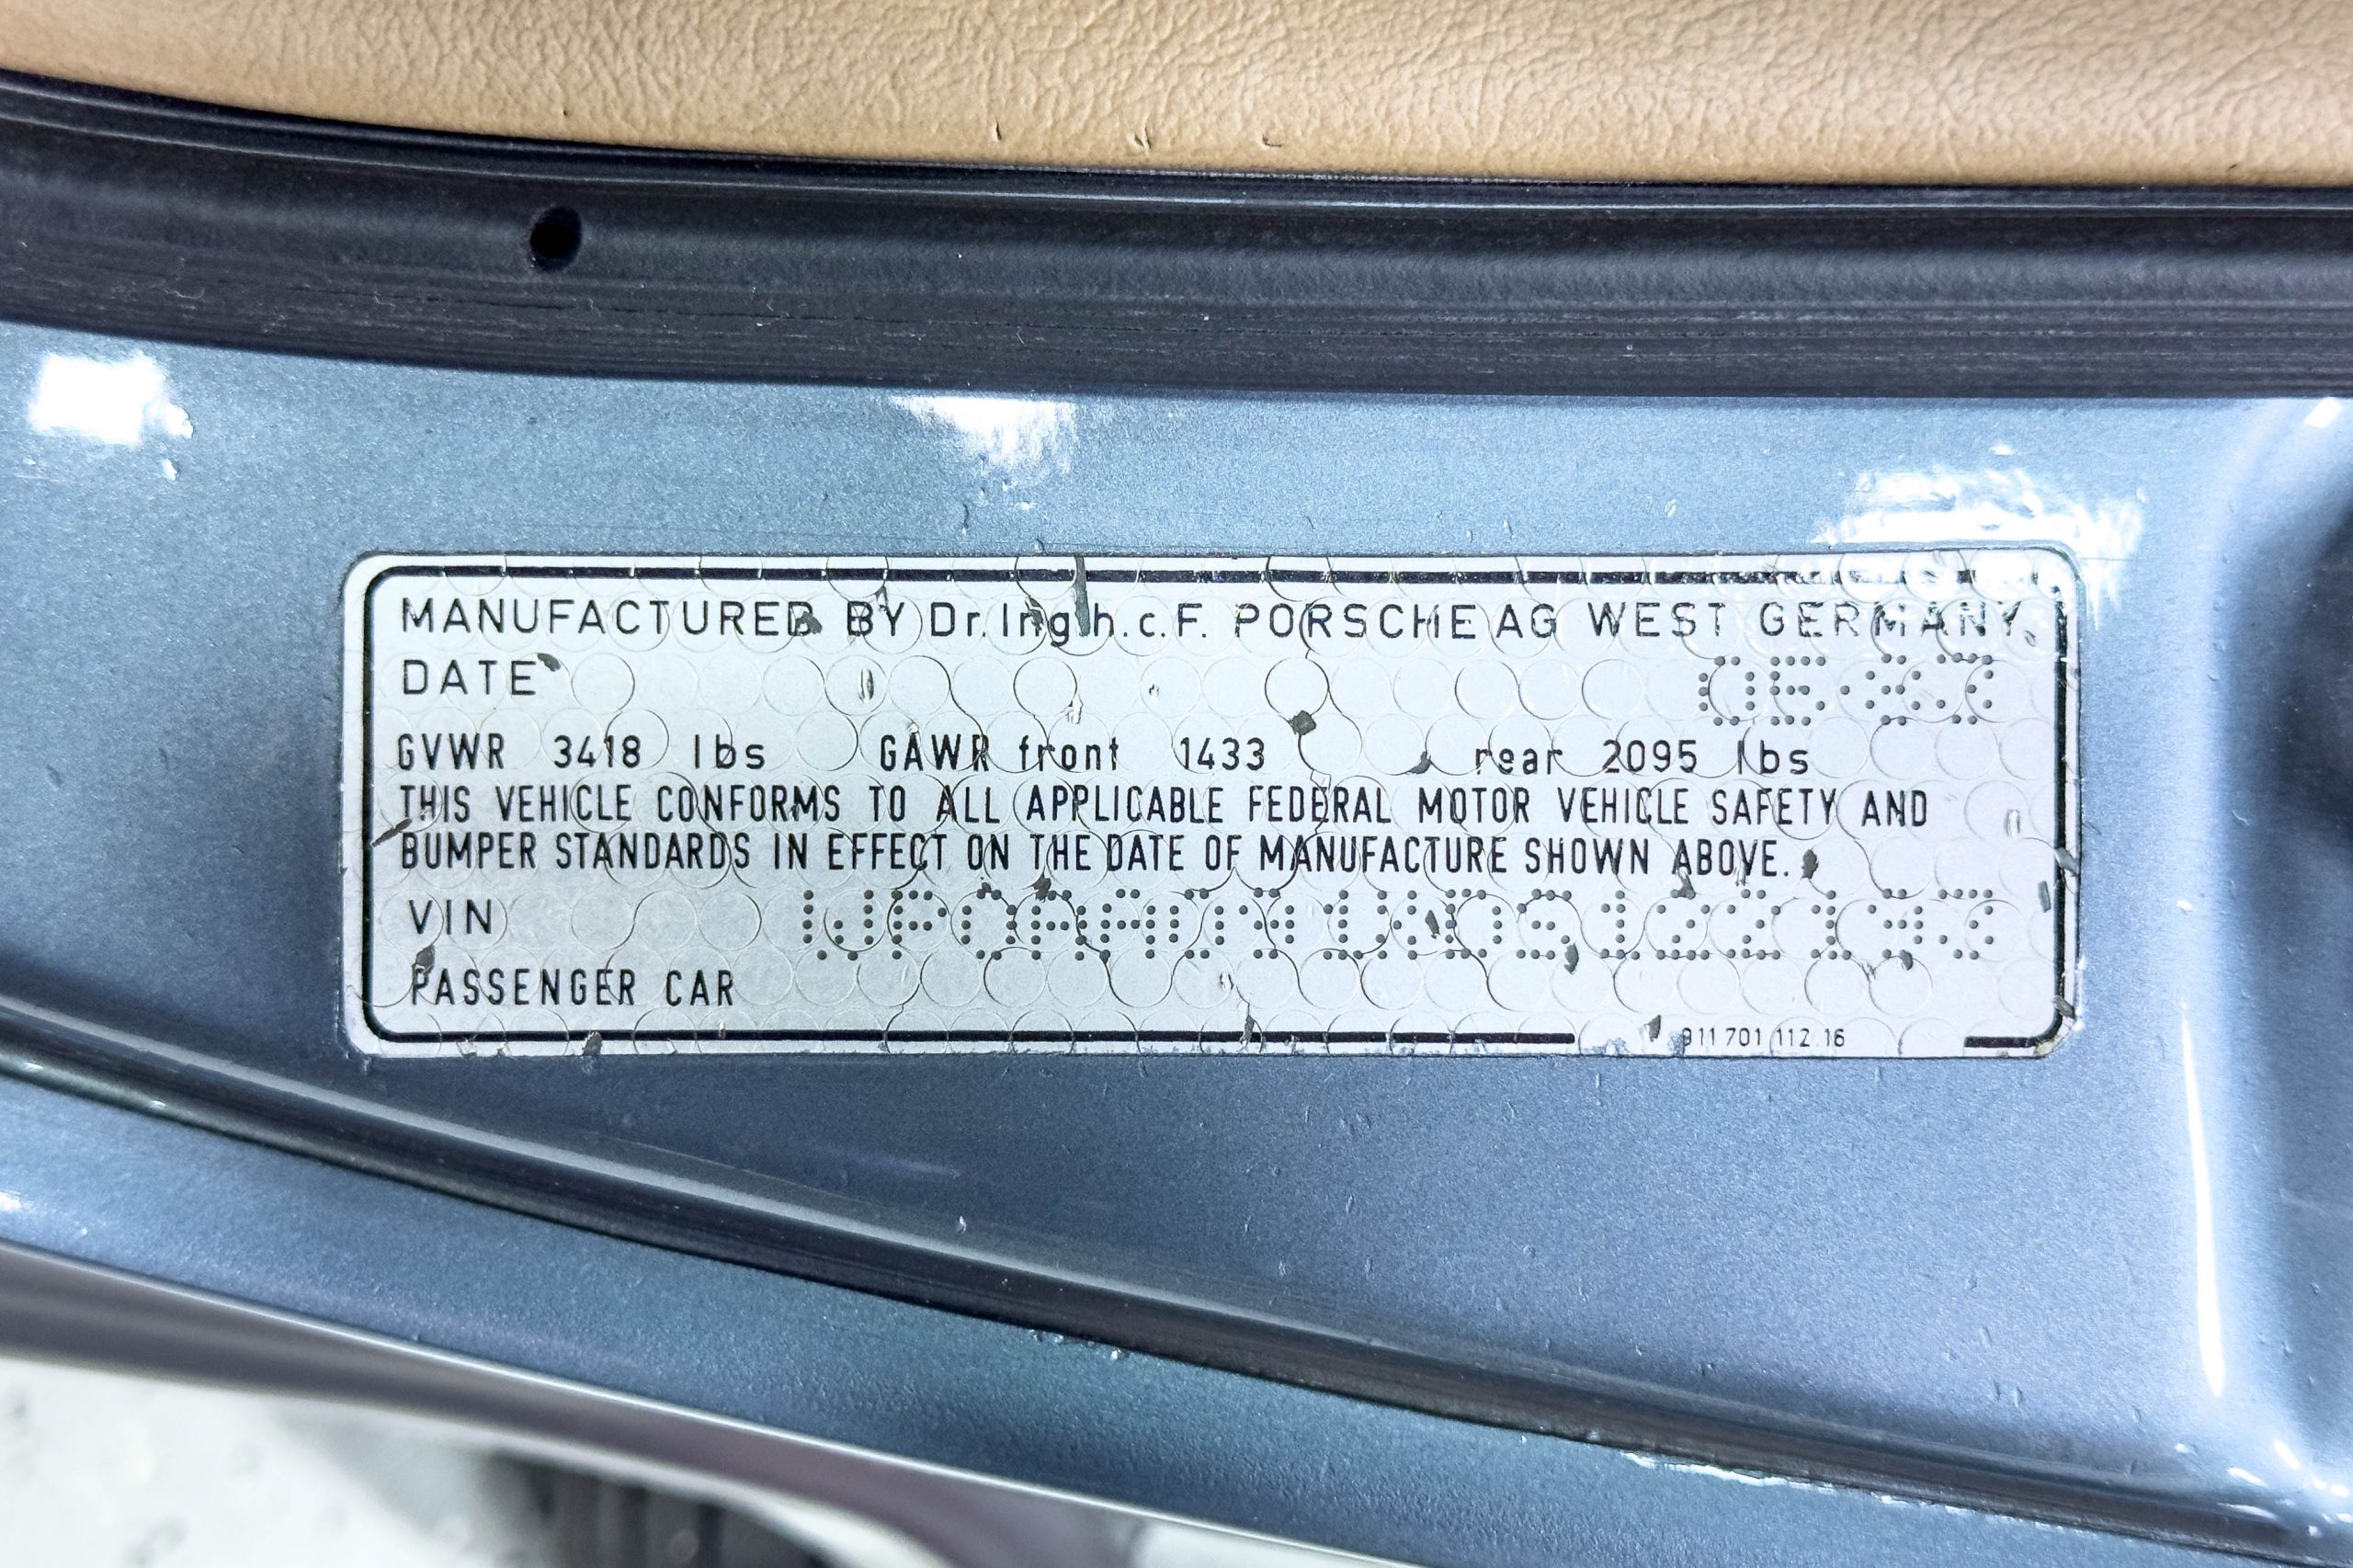 MANUFACTURED BY Dr.Ing.h.c.F. PORSCHE AG WEST GERMANY.
DATE 05-83
GVWR 3418 lbs GAWR front 1433 rear 2095 lbs
THIS VEHICLE CONFORMS TO ALL APPLICABLE FEDERAL MOTOR VEHICLE SAFETY AND
BUMPER STANDARDS IN EFFECT ON THE DATE OF MANUFACTURE SHOWN ABOVE.
VIN WP0AA091XDS122193
PASSENGER CAR
911 701 112 16